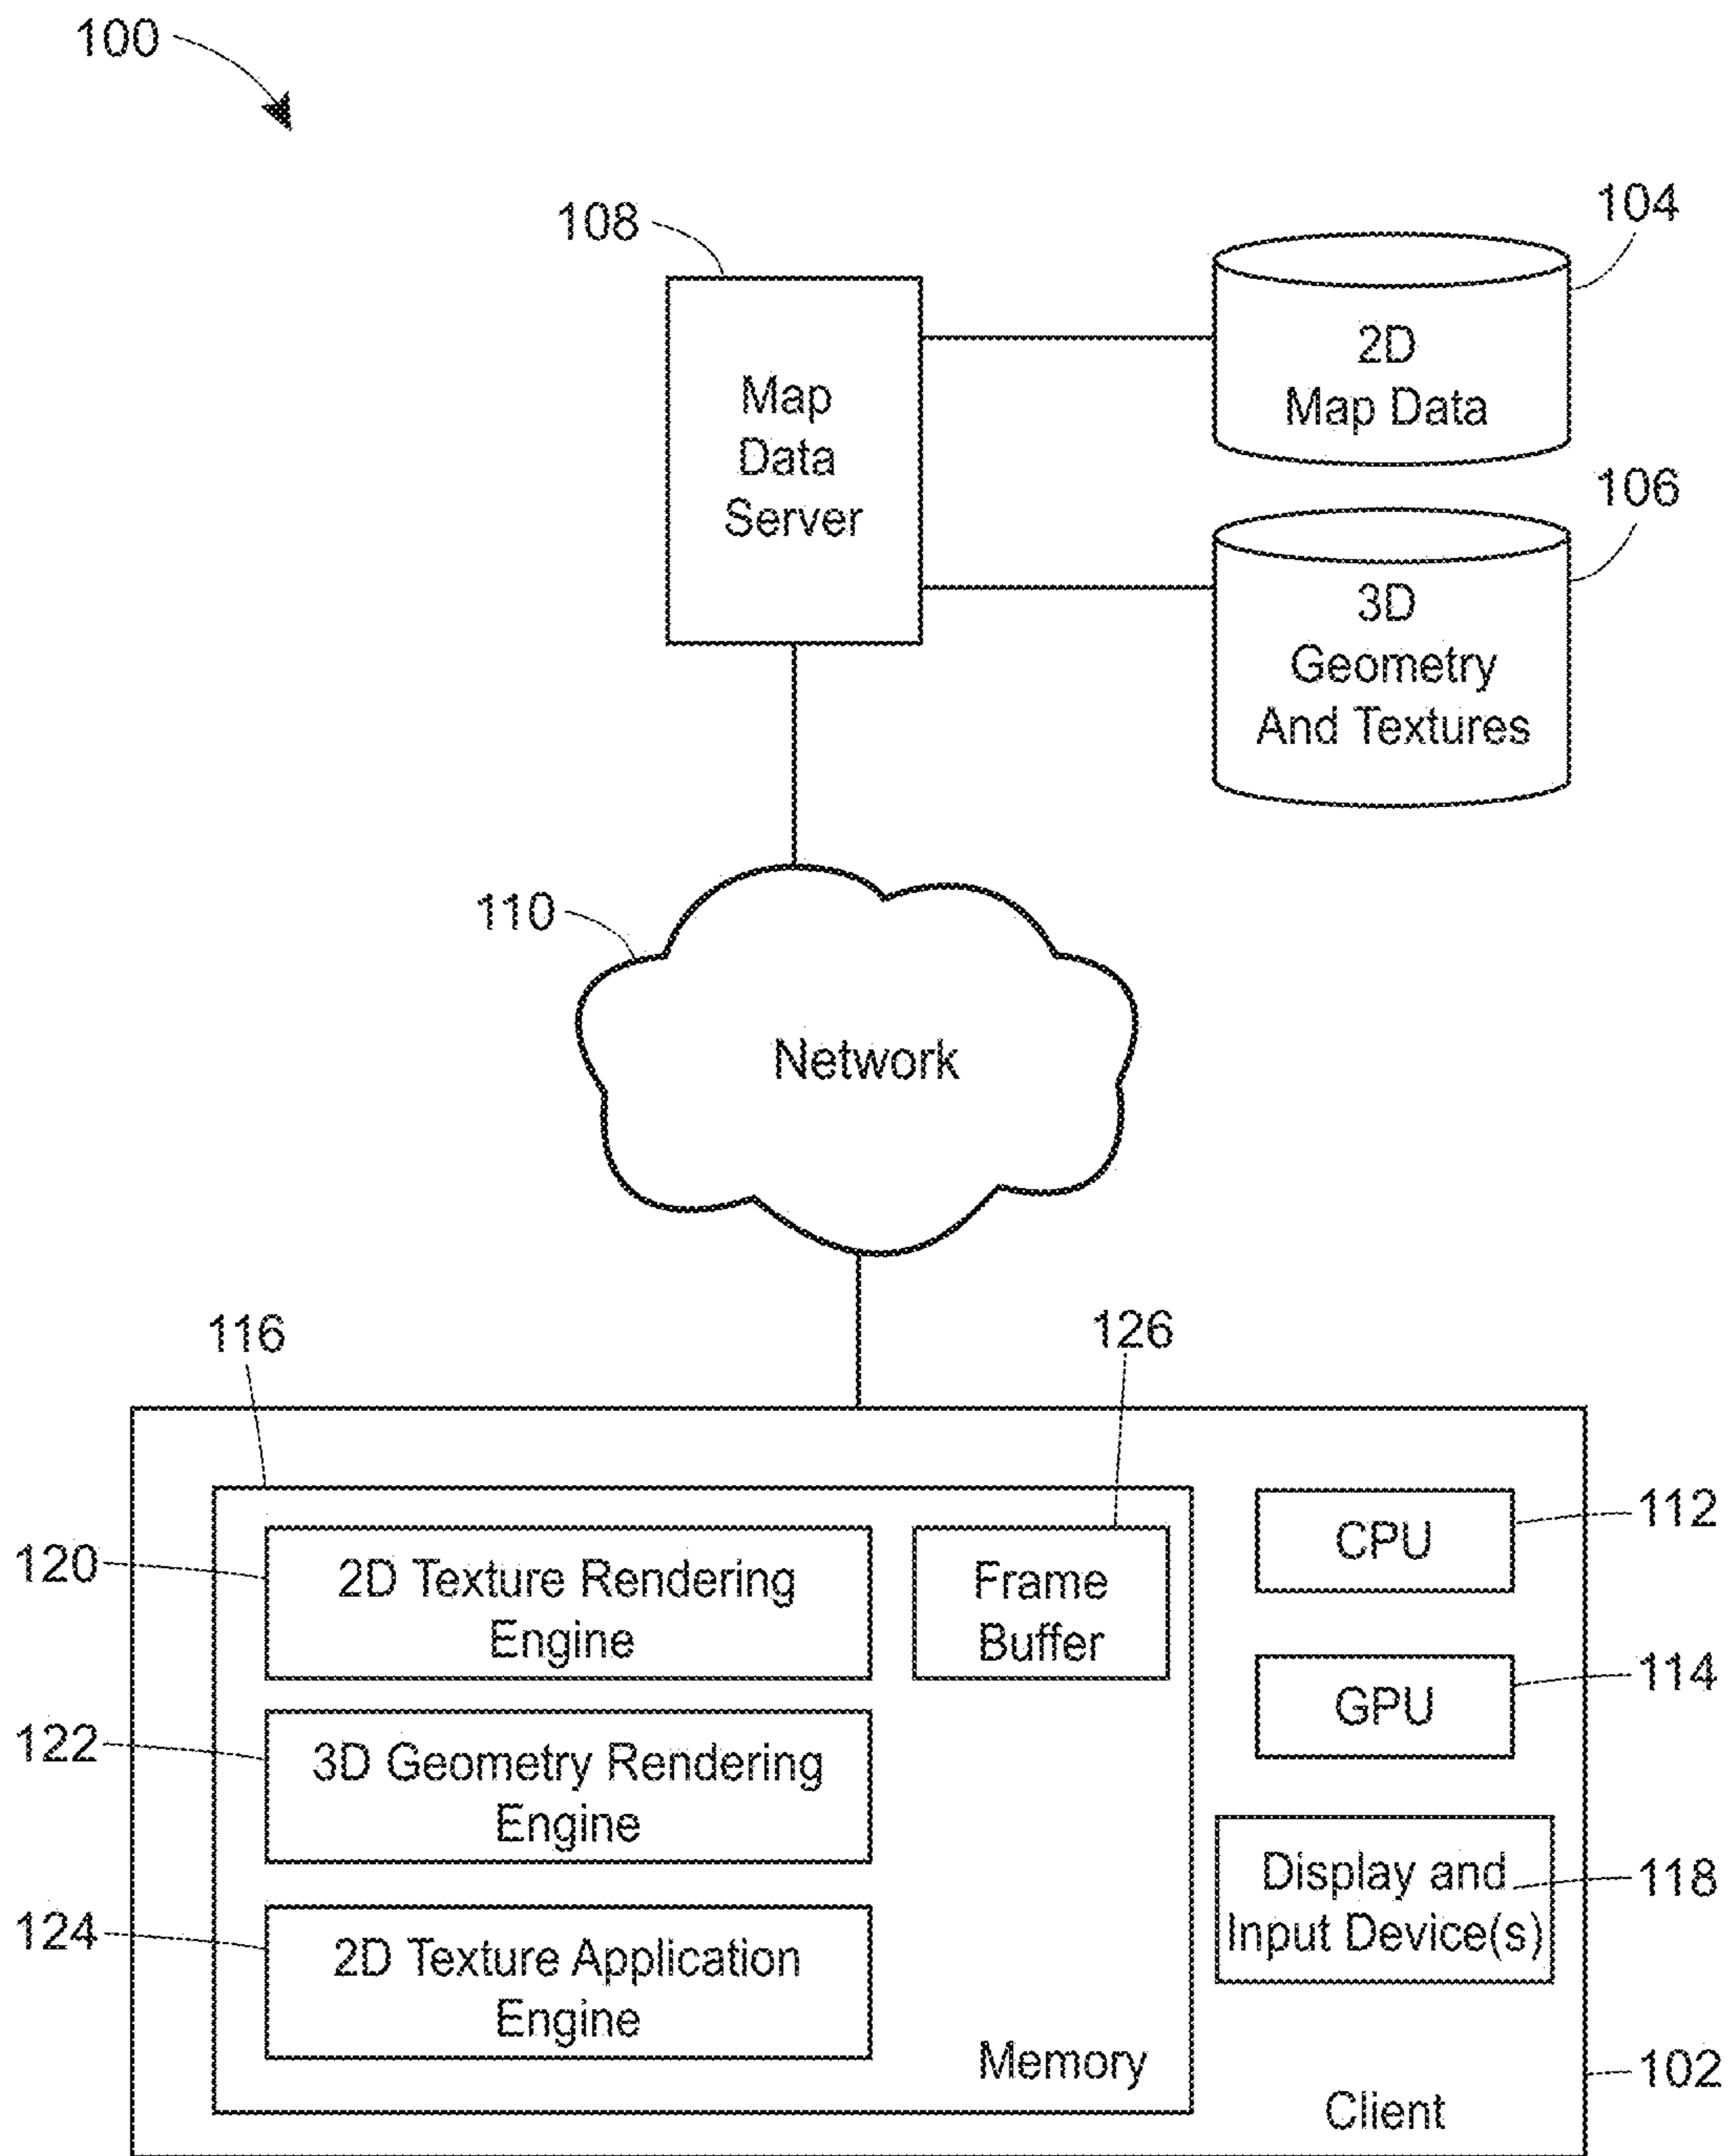 100
108
104
Map
Data
Server
2D
Map Data
106
3D
Geometry
And Textures
110
Network
116
126
120
2D Texture Rendering
Engine
Frame
Buffer
CPU
112
122
3D Geometry Rendering
Engine
GPU
114
124
2D Texture Application
Engine
Display and
Input Device(s)
118
Memory
Client
102